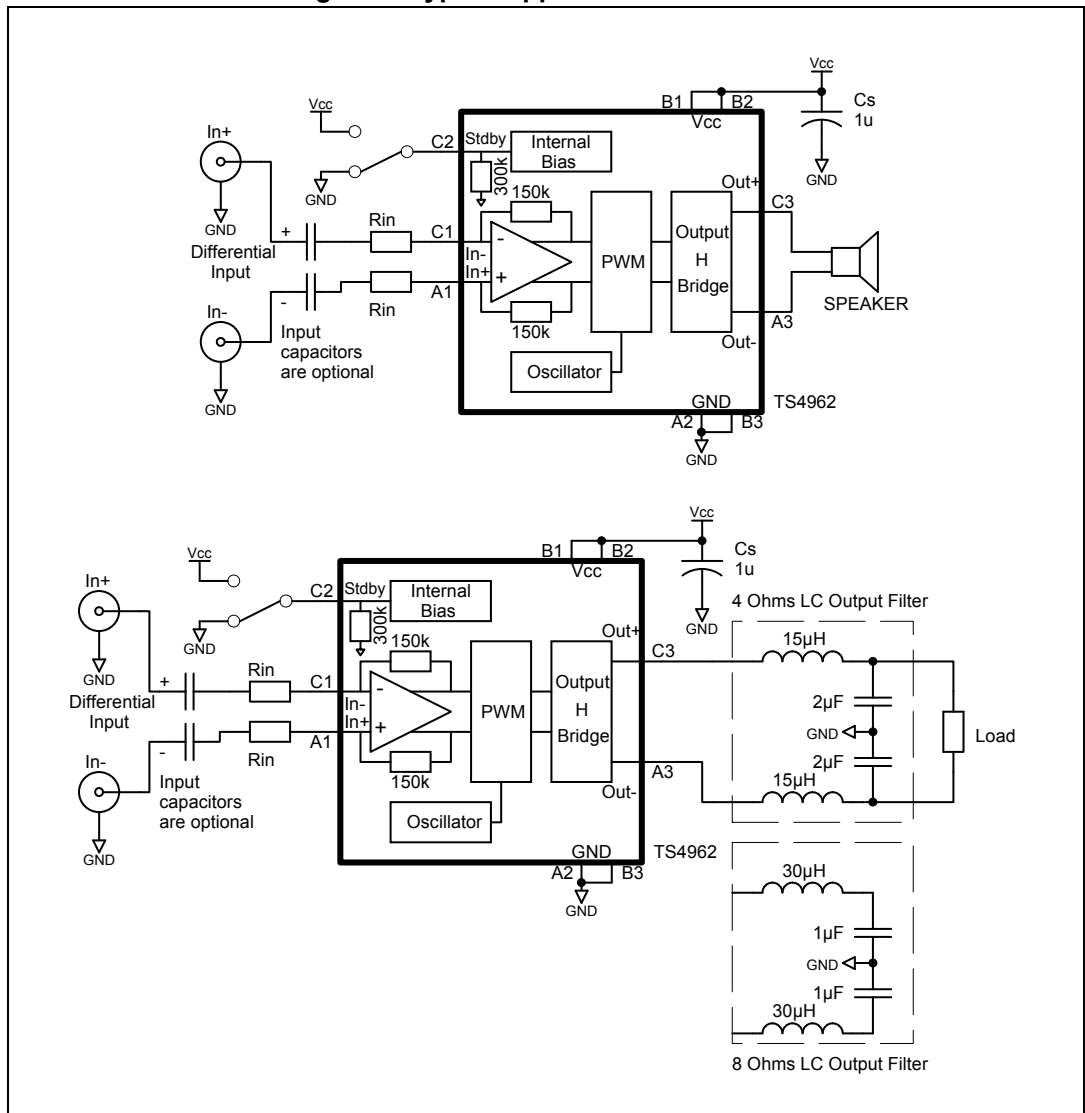 Vcc
B1 B2
Vcc
Cs
1u
GND
Vcc
In+
C2 Stdby
Internal
Bias
300k
GND
GND
Out+
150k
C3
+
Rin
C1
-
Differential
Input
In-
In+
+
PWM
Output
H
Bridge
-
Rin
A1
SPEAKER
In-
150k
A3
Input
capacitors
are optional
Out-
Oscillator
GND
GND
TS4962
A2 B3
GND
Vcc
B1 B2
Vcc
Cs
1u
GND
Vcc
In+
C2 Stdby
Internal
Bias
300k
4 Ohms LC Output Filter
GND
GND
Out+
150k
C3
15µH
+
Rin
C1
-
Differential
Input
In-
In+
+
PWM
Output
H
Bridge
2µF
GND
Load
-
Rin
A1
2µF
In-
150k
A3
15µH
Input
capacitors
are optional
Out-
Oscillator
GND
GND
TS4962
A2 B3
GND
30µH
1µF
GND
1µF
30µH
8 Ohms LC Output Filter